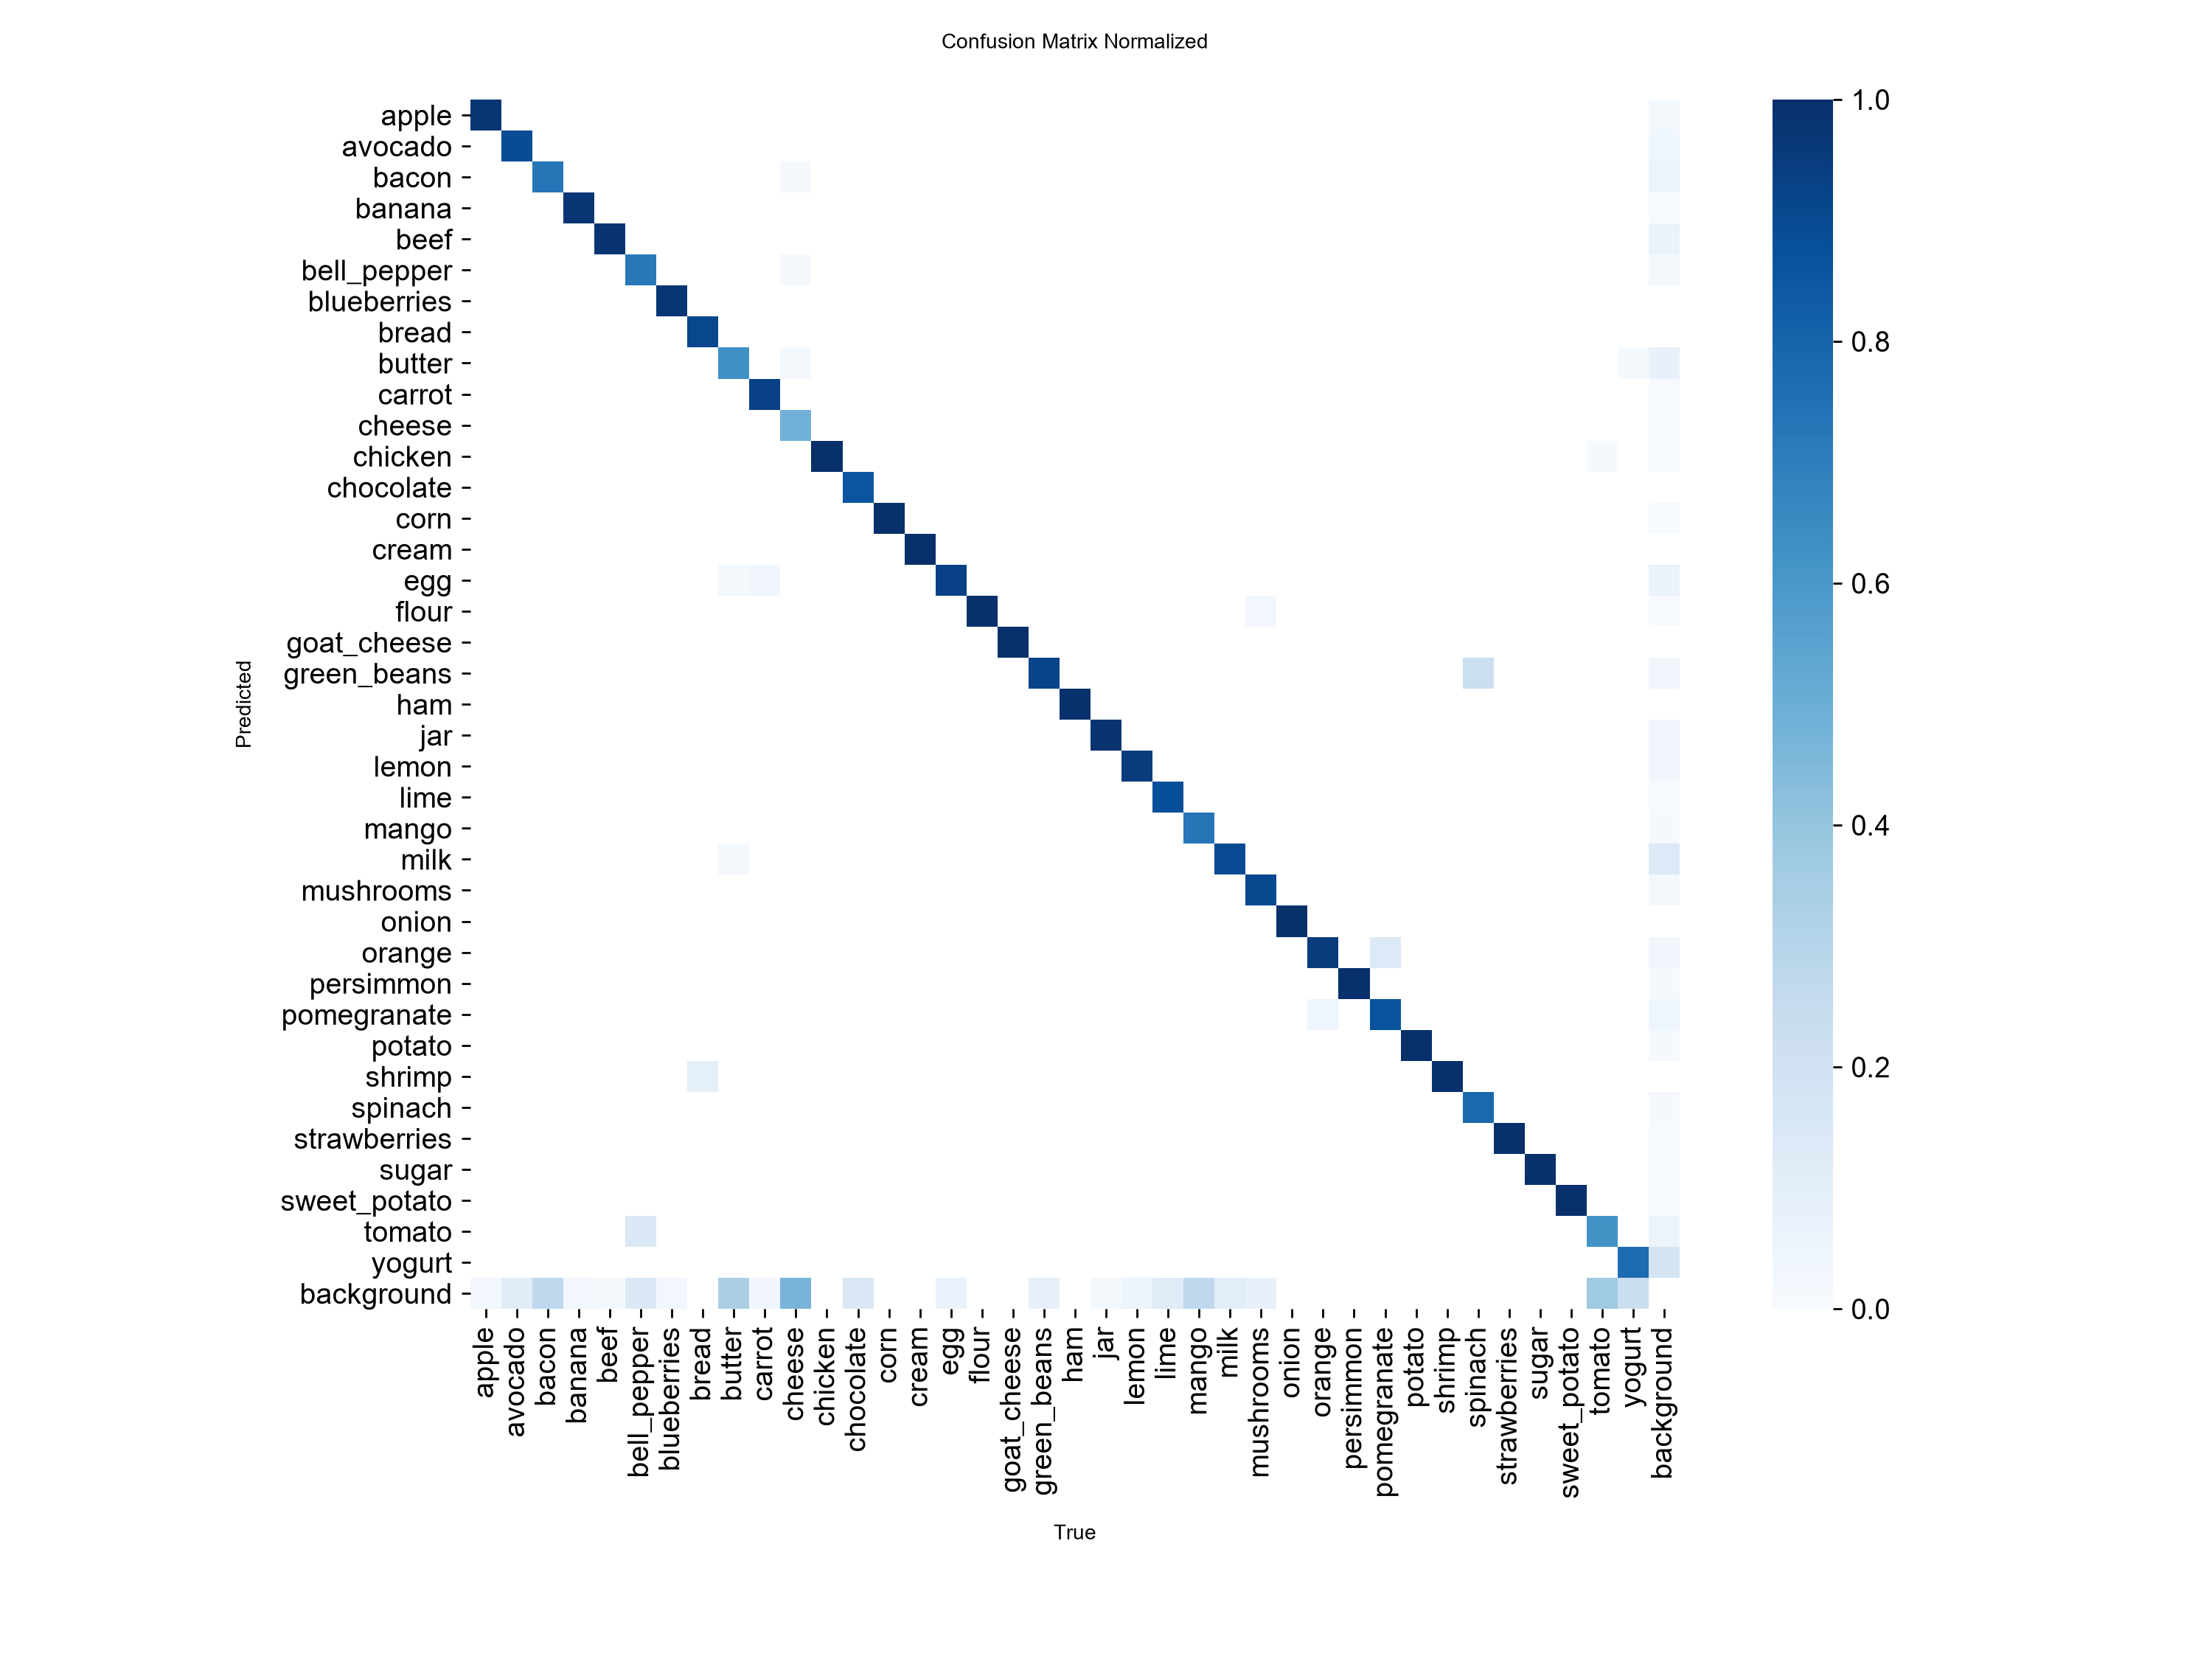 Confusion Matrix Normalized
apple
avocado
bacon
banana
beef
bell_pepper
blueberries
bread
butter
carrot
cheese
chicken
chocolate
corn
cream
egg
flour
goat_cheese
green_beans
ham
jar
lemon
lime
mango
milk
mushrooms
onion
orange
persimmon
pomegranate
potato
shrimp
spinach
strawberries
sugar
sweet_potato
tomato
yogurt
background
Predicted
apple
avocado
bacon
banana
beef
bell_pepper
blueberries
bread
butter
carrot
cheese
chicken
chocolate
corn
cream
egg
flour
goat_cheese
green_beans
ham
jar
lemon
lime
mango
milk
mushrooms
onion
orange
persimmon
pomegranate
potato
shrimp
spinach
strawberries
sugar
sweet_potato
tomato
yogurt
background
True
1.0
0.8
0.6
0.4
0.2
0.0